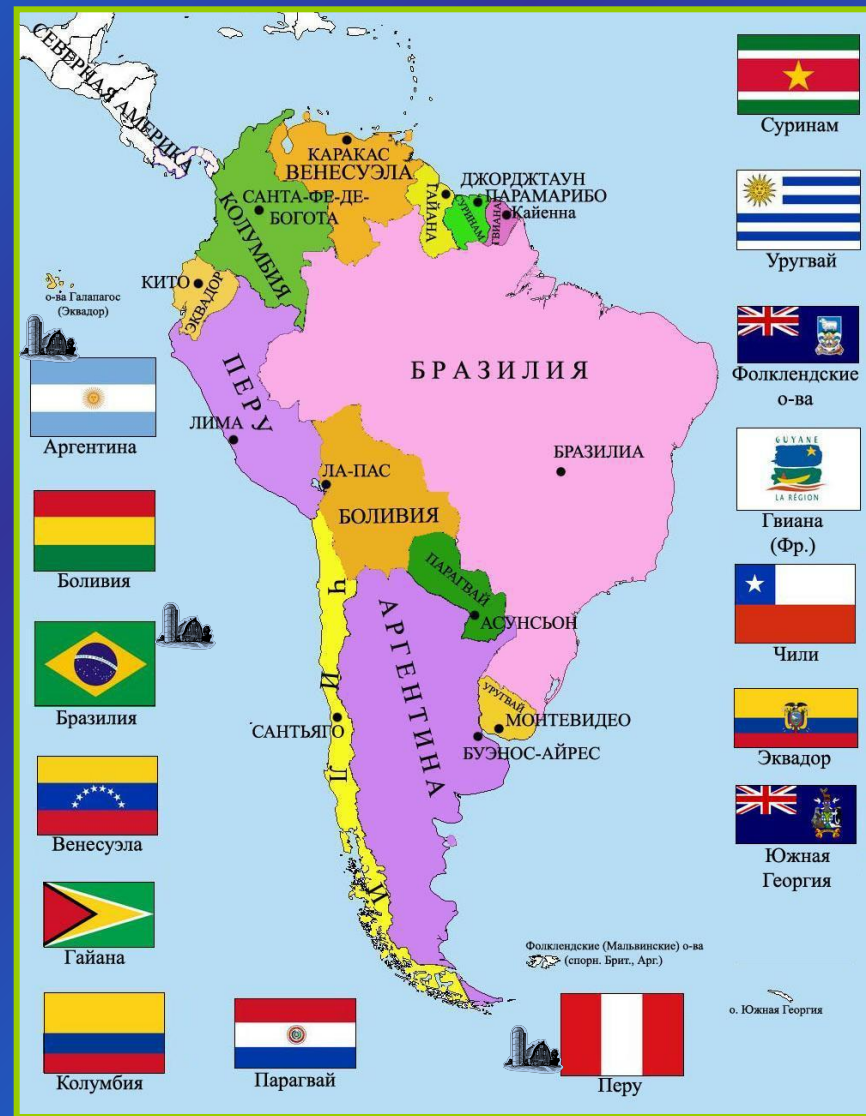 СЕВЕРНАЯ АМЕРИКА
КАРАКАС
ВЕНЕСУЭЛА
ДЖОРДЖТАУН
ПАРАМАРИБО
Кайенна
ГАЙАНА
СУРИНАМ
ГВИАНА
САНТА-ФЕ-ДЕ-
БОГОТА
КОЛУМБИЯ
КИТО
ЭКВАДОР
о-ва Галапагос
(Эквадор)
ПЕРУ
БРАЗИЛИЯ
ЛИМА
БРАЗИЛИА
ЛА-ПАС
БОЛИВИЯ
ПАРАГВАЙ
АСУНСЬОН
ЧИЛИ
АРГЕНТИНА
УРУГВАЙ
МОНТЕВИДЕО
САНТЬЯГО
БУЭНОС-АЙРЕС
Фолклендские (Мальвинские) о-ва
(спорн. Брит., Арг.)
о. Южная Георгия
Аргентина
Боливия
Бразилия
Венесуэла
Гайана
Колумбия
Парагвай
Перу
Суринам
Уругвай
Фолклендские
о-ва
GUYANE
LA RÉGION
Гвиана
(Фр.)
Чили
Эквадор
Южная
Георгия